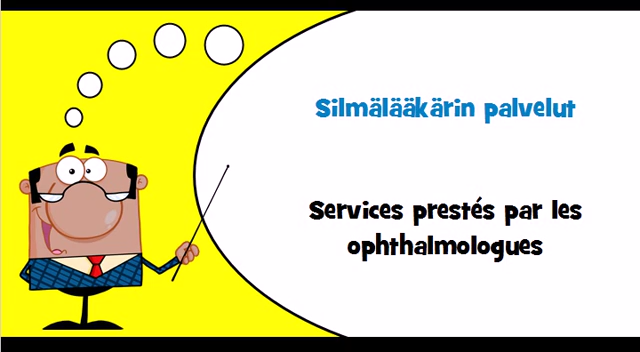 Silmälääkärin palvelut
Services prestés par les
ophthalmologues